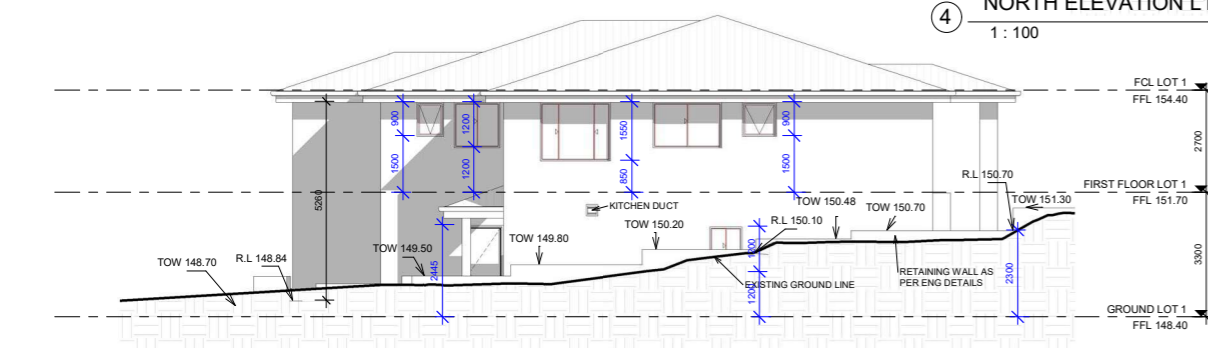 NORTH ELEVATION LT
4
1 : 100
FCL LOT 1
FFL 154.40
900
1200
1550
900
2700
1500
1200
850
1500
5260
R.L 150.70
FIRST FLOOR LOT 1
FFL 151.70
KITCHEN DUCT
TOW 150.48
TOW 151.30
TOW 150.20
R.L 150.10
TOW 150.70
TOW 149.80
TOW 149.50
1200
R.L 148.84
TOW 148.70
2445
EXISTING GROUND LINE
1200
RETAINING WALL AS
PER ENG DETAILS
2300
3300
GROUND LOT 1
FFL 148.40